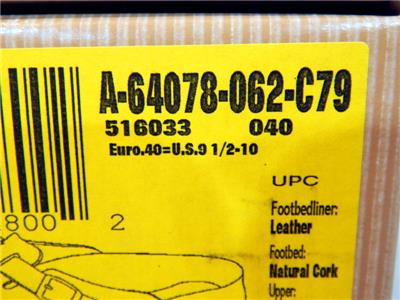 A-64078-062-C79
516033 040
Euro.40=U.S.9 1/2-10
UPC
800 2
Footbedliner:
Leather
Footbed:
Natural Cork
Upper: